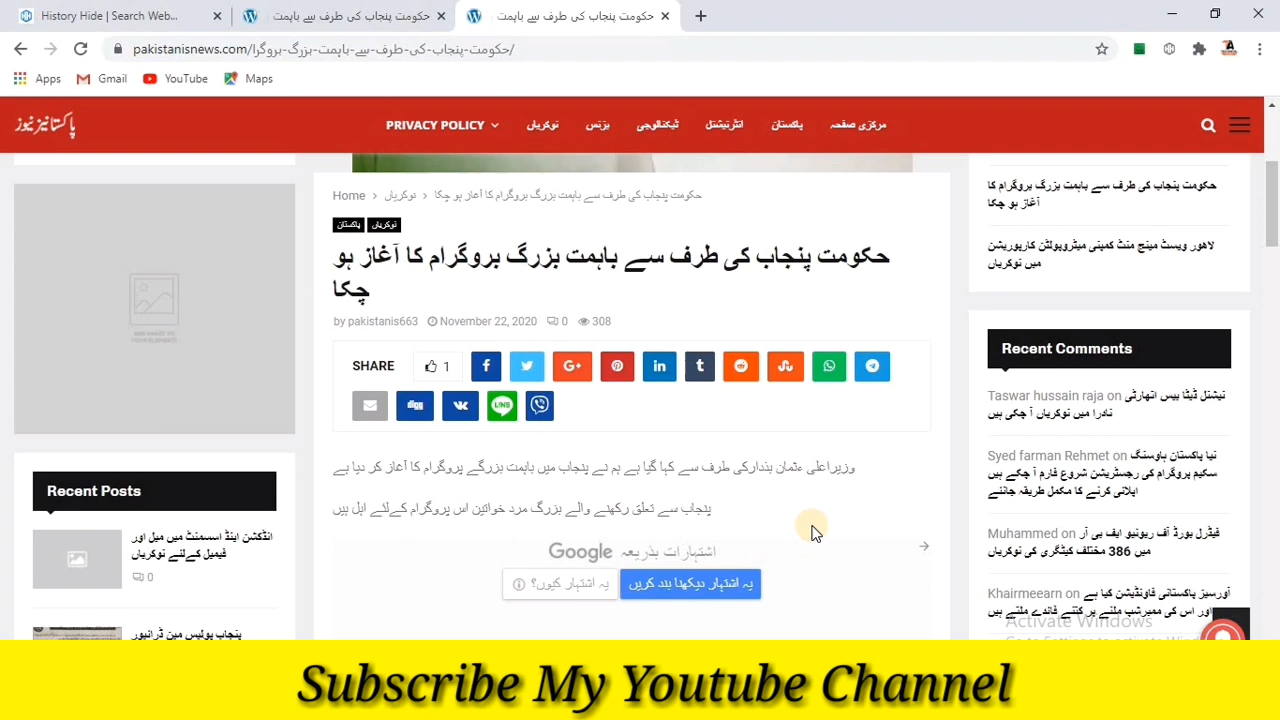 History Hide | Search Web...
حکومت پنجاب کی طرف سے باہمت
حکومت پنجاب کی طرف سے باہمت
pakistanisnews.com/حکومت-پنجاب-کی-طرف-سے-باہمت-بزرگ-بروگرا/
Apps
Gmail
YouTube
Maps
پاکستانیز نیوز
PRIVACY POLICY
نوکریاں
بزنس
ٹیکنالوجی
انٹرنیشنل
پاکستان
مرکزی صفحہ
Home
نوکریاں
حکومت پنجاب کی طرف سے باہمت بزرگ بروگرام کا آغاز ہو چکا
پاکستان
نوکریاں
حکومت پنجاب کی طرف سے باہمت بزرگ بروگرام کا آغاز ہو
چکا
by pakistanis663 November 22, 2020 0 308
SHARE
1
وزیراعلی عثمان بذدارکی طرف سے کہا گیا ہے ہم نے پنجاب میں باہمت بزرگے پروگرام کا آغاز کر دیا ہے
پنجاب سے تعلق رکھنے والے بزرگ مرد خواتین اس پروگرام کےلئے اہل ہیں
اشتہارات بذریعہ Google
یہ اشتہار کیوں؟
یہ اشتہار دیکھنا بند کریں
Recent Posts
انڈکشن اینڈ اسسمنٹ میں میل اور
فیمیل کےلئے نوکریاں
0
پنجاب پولیس مین ڈرائیور
حکومت پنجاب کی طرف سے باہمت بزرگ بروگرام کا
آغاز ہو چکا
لاھور ویسٹ مینج منٹ کمپنی میٹروپولٹن کارپوریشن
میں نوکریاں
Recent Comments
Taswar hussain raja on نیشنل ڈیٹا بیس اتھارٹی
نادرا میں نوکریاں آ چکی ہیں
Syed farman Rehmet on نیا پاکستان ہاوسنگ
سکیم پروگرام کی رجسٹریشن شروع فارم آ چکے ہیں
اپلائی کرنے کا مکمل طریقہ جانئے
Muhammed on فیڈرل بورڈ آف ریونیو ایف بی آر
میں 386 مختلف کیٹگری کی نوکریاں
Khairmeearn on آورسیز پاکستانی فاونڈیشن کیا ہے
اور اس کی ممبرشپ ملنے پر کتنے فائدے ملتے ہیں
Activate Windows
Subscribe My Youtube Channel